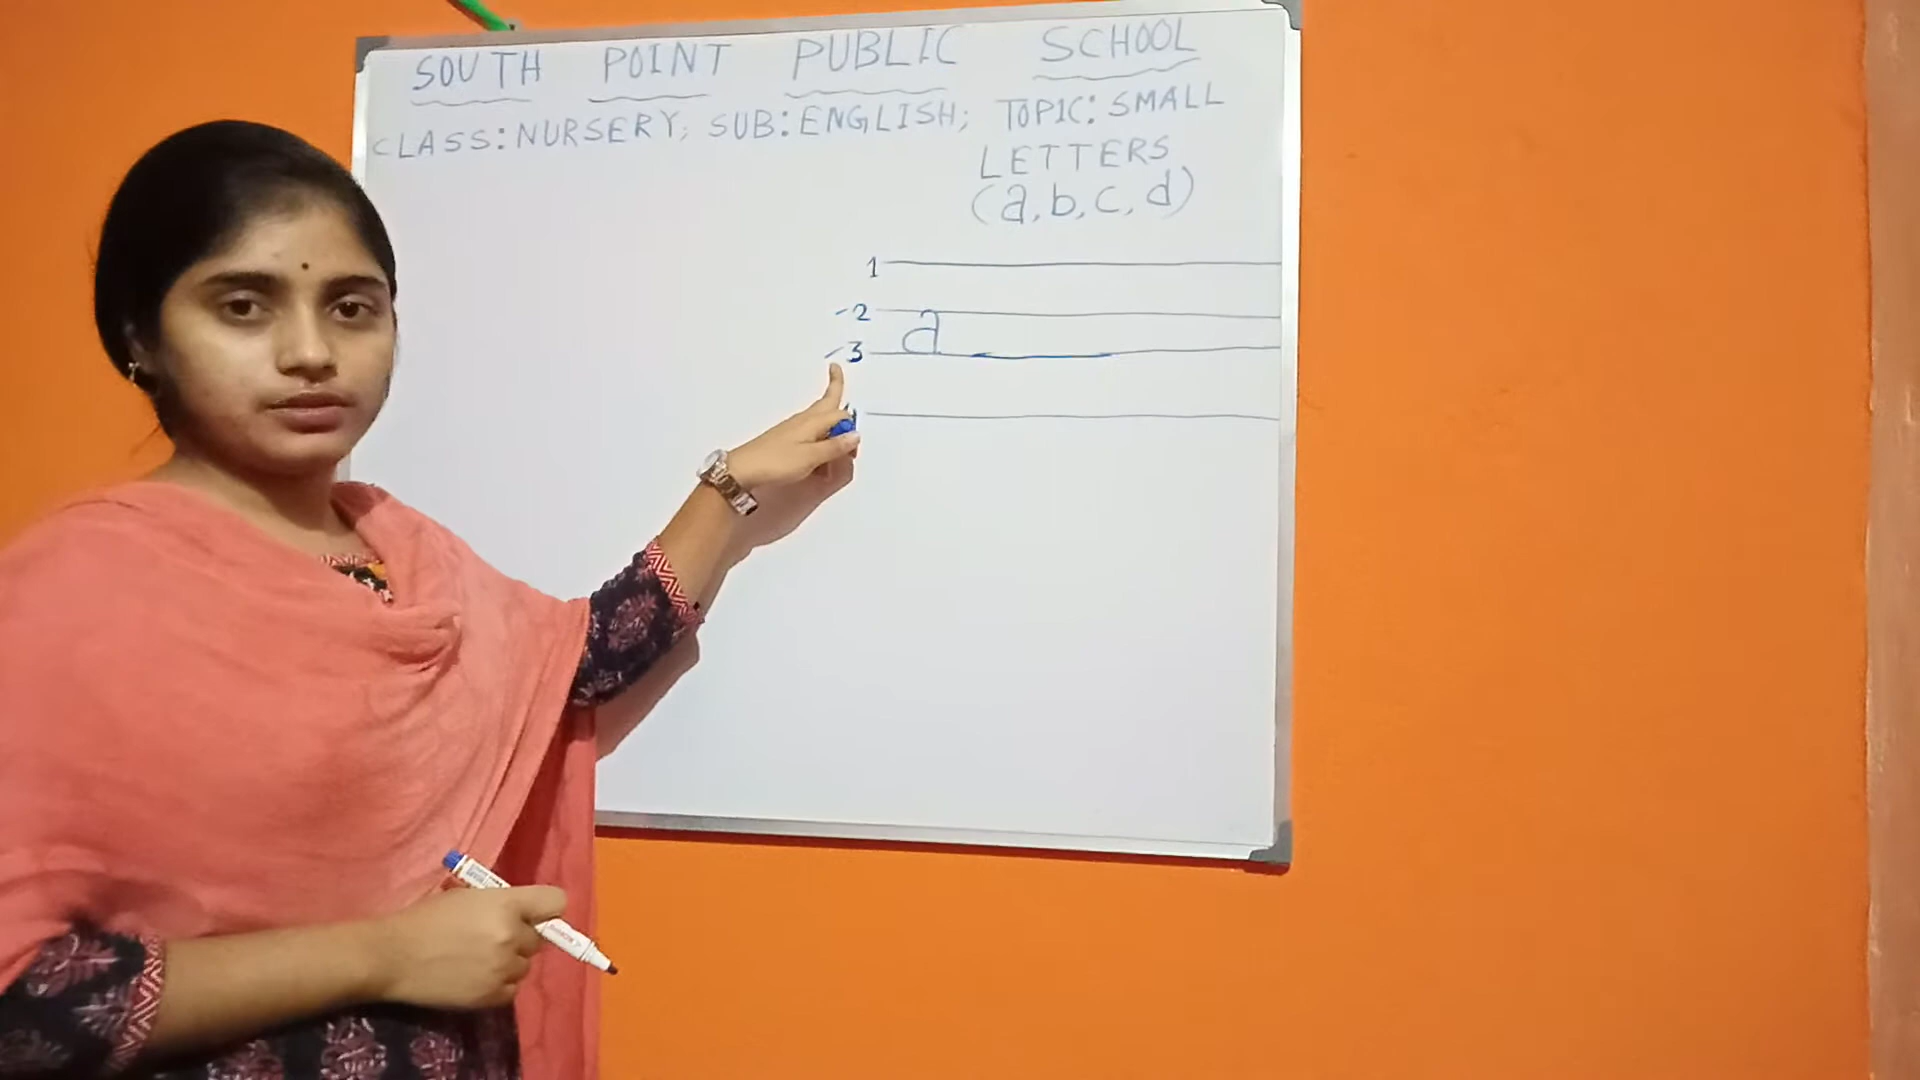 SOUTH POINT PUBLIC SCHOOL
CLASS: NURSERY; SUB: ENGLISH; TOPIC: SMALL
LETTERS
(a, b, c, d)
1
-2
a
-3